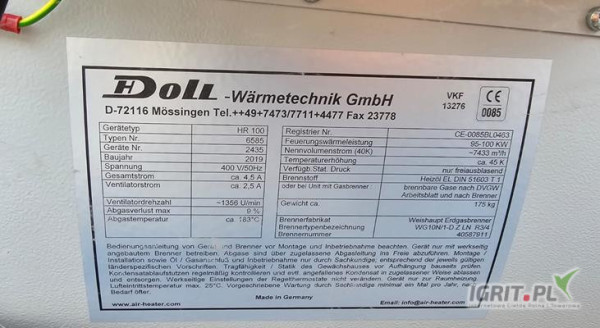 Doll -Wärmetechnik GmbH
D-72116 Mössingen Tel.++49+7473/7711+4477 Fax 23778
VKF
13276
CE
0085
Gerätetyp HR 100
Typen Nr. 6585
Geräte Nr. 2435
Baujahr 2019
Spannung 400 V/50Hz
Gesamtstrom ca. 4,5 A
Ventilatorstrom ca. 2,5 A
Ventilatordrehzahl ~1356 U/min
Abgasverlust max 9 %
Abgastemperatur ca. 183°C
Registrier Nr. CE-0085BL0463
Feuerungswärmeleistung 95-100 KW
Nennvolumenstrom (40K) ~7433 m³/h
Temperaturerhöhung ca. 45 K
Verfügb.Stat. Druck nur freiausblasend
Brennstoff Heizöl EL DIN 51603 T 1
oder bei Unit mit Gasbrenner: brennbare Gase nach DVGW
Arbeitsblatt und nach Brenner
Gewicht ca. 175 kg
Brennerfabrikat Weishaupt Erdgasbrenner
Brennertypenbezeichnung WG10N/1-D Z LN R3/4
Brennernummer 40587911
Bedienungsanleitung von Gerät und Brenner vor Montage und Inbetriebnahme beachten. Gerät nur mit werkseitig
angebautem Brenner betreiben. Abgase sind über zugelassene Abgasleitung ins Freie zu führen. Montage und
Installation sowie Öl / Gasanschluß und Inbetriebnahme nur durch Sachkundige, entsprechend der jeweils gültigen
länderspezifischen Vorschriften. Tragfähigkeit / Statik des Gewächshauses vor Aufhängung bauseits prüfen.
Kondensatablaufstutzen regelmäßig kontrollieren und evtl. angefallenes Kondensat in zugelassener Weise ablassen
und entsorgen. Werkseitige Einstellungen der Regelthermostate nicht verändern. Gerät nur zur Raumheizung.
Lufteintrittstemperatur max. 25°C. Vorgeschriebene Wartung durch Sachkundige mindestens einmal pro Jahr, nach
Bedarf öfter.
www.air-heater.com Made in Germany Email: info@air-heater.com
IGRIT.PL